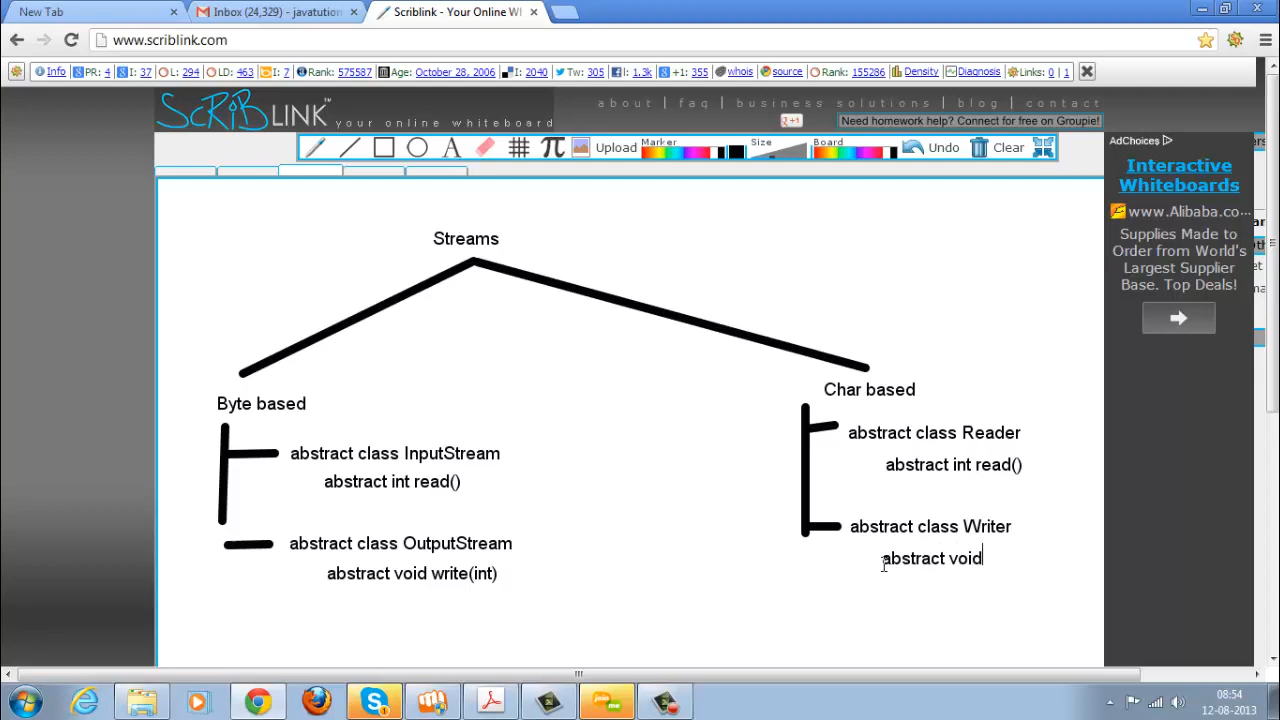 New Tab
Inbox (24,329) - javatution
Scriblink - Your Online Wh
www.scriblink.com
Info PR: 4 I: 37 L: 294 LD: 463 I: 7 Rank: 575587 Age: October 28, 2006 I: 2040 Tw: 305 I: 1.3k +1: 355 whois source Rank: 155286 Density Diagnosis Links: 0 | 1
about | faq | business solutions | blog | contact
SCRIBLINK™ your online whiteboard
+1
Need homework help? Connect for free on Groupie!
Upload Marker Size Board Undo Clear
AdChoices
Interactive
Whiteboards
www.Alibaba.co...
Supplies Made to
Order from World's
Largest Supplier
Base. Top Deals!
Streams
Byte based
abstract class InputStream
abstract int read()
abstract class OutputStream
abstract void write(int)
Char based
abstract class Reader
abstract int read()
abstract class Writer
abstract void
08:54
12-08-2013